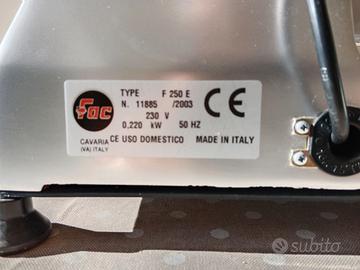 TYPE F 250 E
N. 11885 /2003
230 V
0,220 kW 50 HZ
Fac
CAVARIA
(VA) ITALY
CE USO DOMESTICO MADE IN ITALY
CE
subito